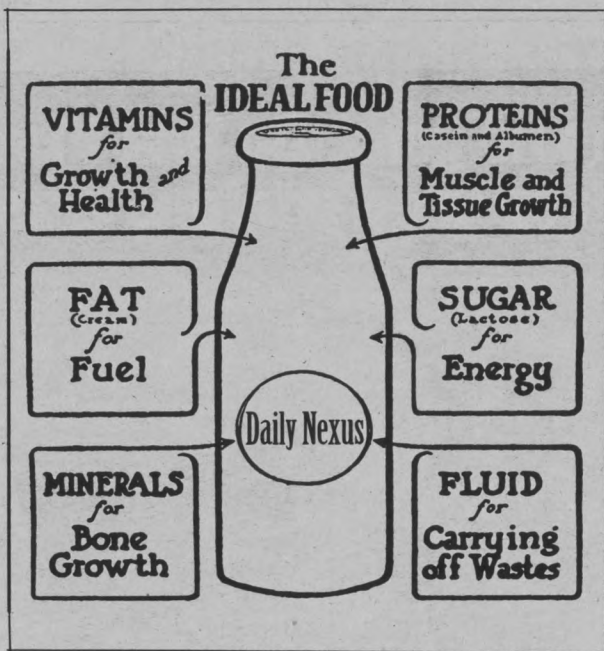 The
IDEAL FOOD
VITAMINS
for
Growth and
Health
PROTEINS
(Casein and Albumen)
for
Muscle and
Tissue Growth
FAT
(Cream)
for
Fuel
SUGAR
(Lactose)
for
Energy
Daily Nexus
MINERALS
for
Bone
Growth
FLUID
for
Carrying
off Wastes